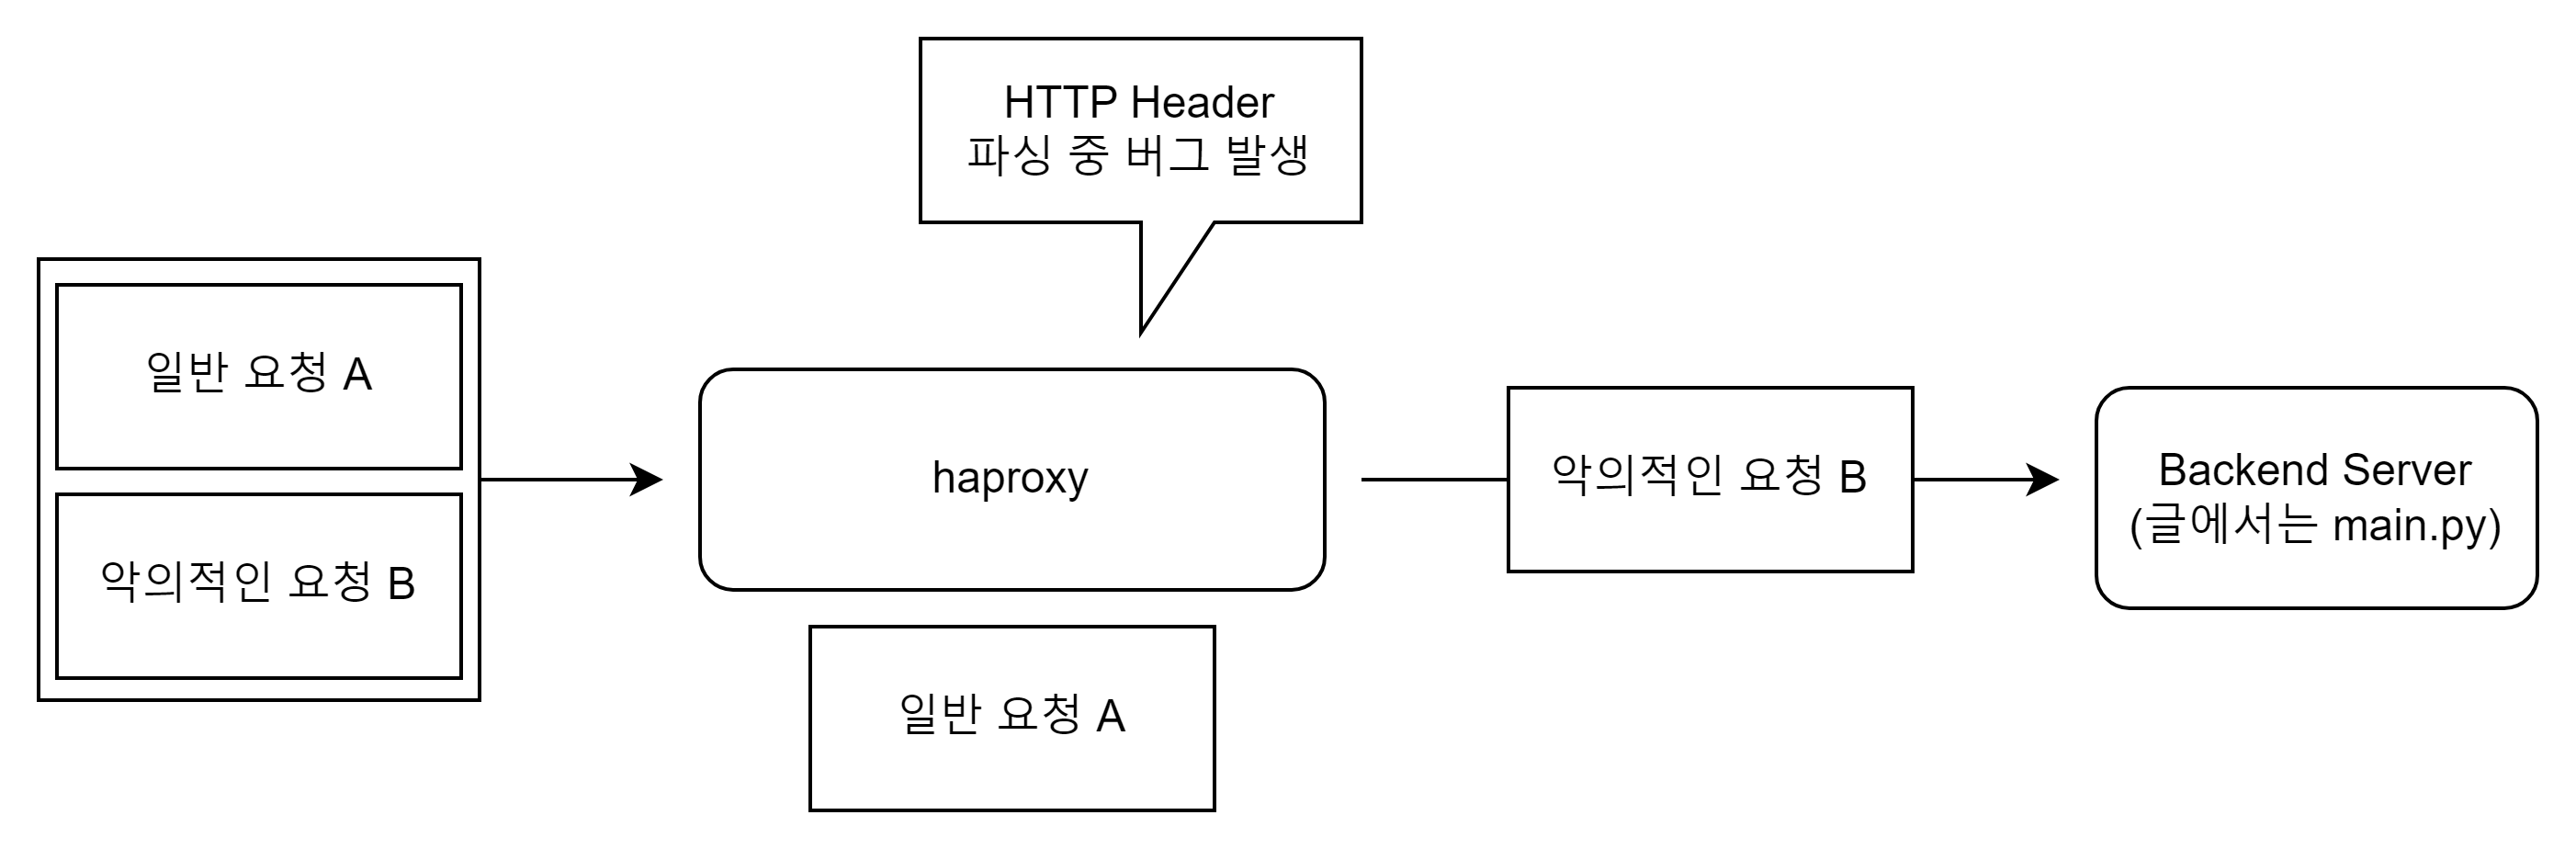 HTTP Header
파싱 중 버그 발생
일반 요청 A
악의적인 요청 B
haproxy
일반 요청 A
악의적인 요청 B
Backend Server
(글에서는 main.py)